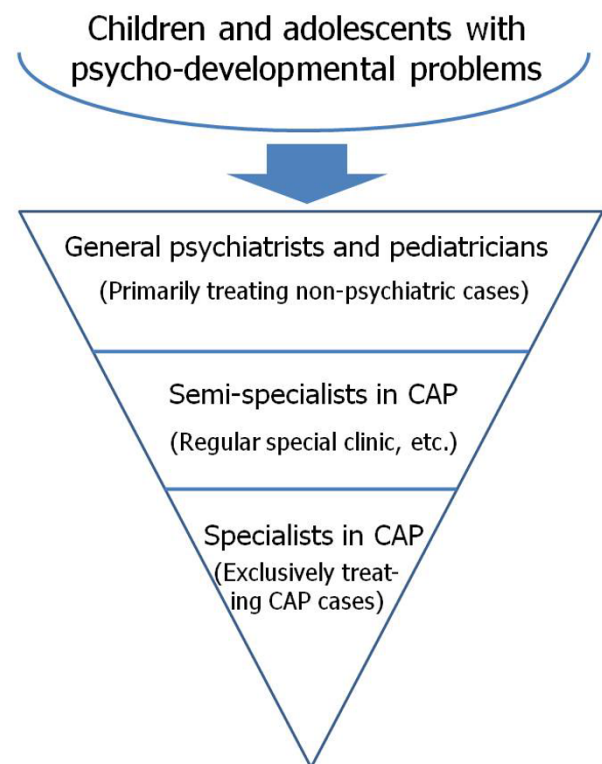 Children and adolescents with
psycho-developmental problems
General psychiatrists and pediatricians
(Primarily treating non-psychiatric cases)
Semi-specialists in CAP
(Regular special clinic, etc.)
Specialists in CAP
(Exclusively treat-
ing CAP cases)